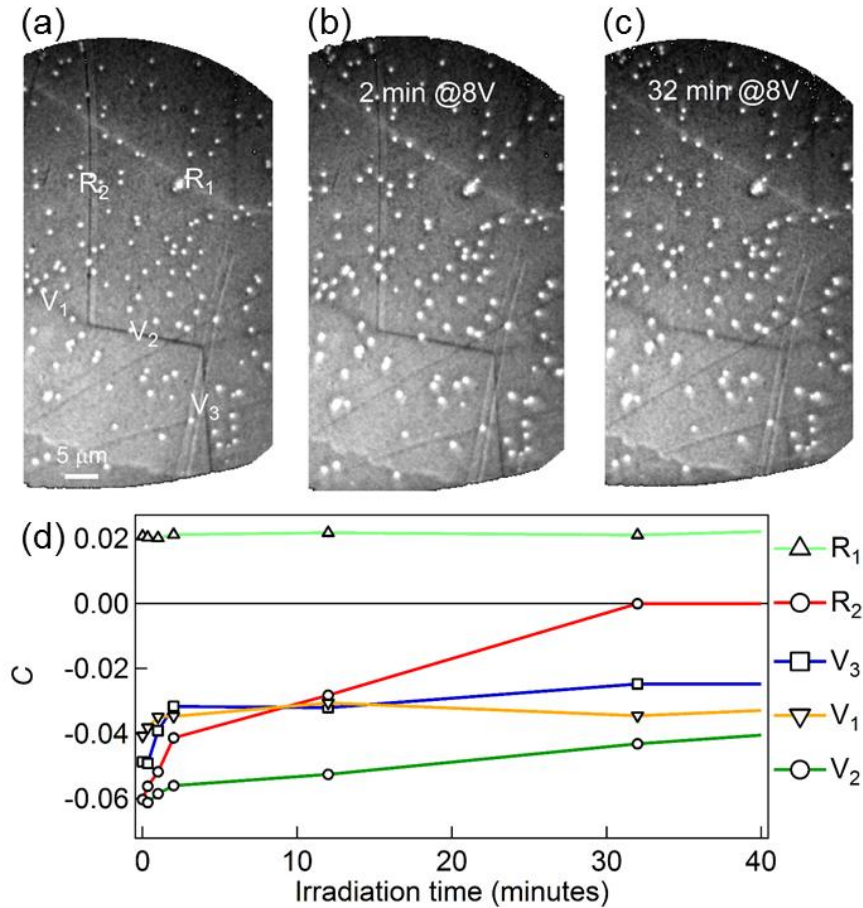 (a)
(b)
(c)
2 min @8V
32 min @8V
R₂
R₁
V₁
V₂
V₃
5 μm
(d)
0.02
0.00
-0.02
-0.04
-0.06
C
0
10
20
30
40
Irradiation time (minutes)
R₁
R₂
V₃
V₁
V₂